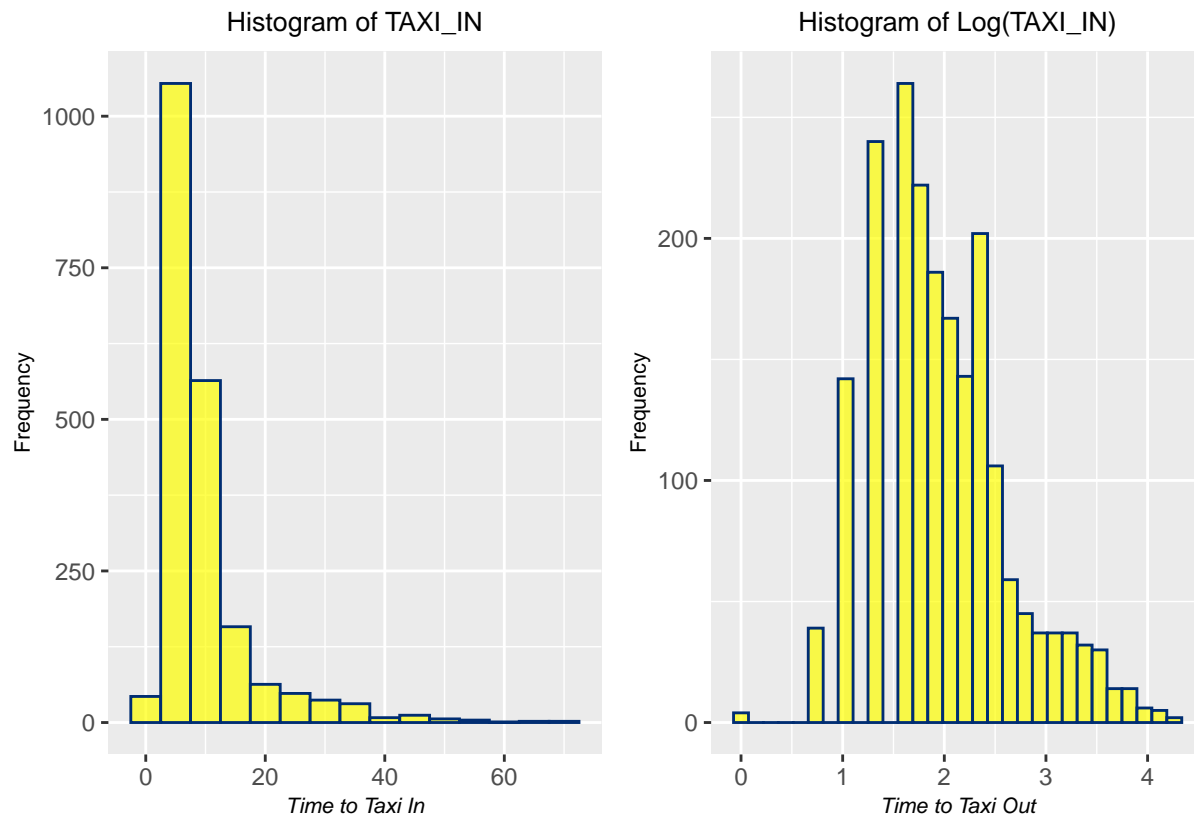 Histogram of TAXI_IN
1000
750
500
250
0
Frequency
0 20 40 60
Time to Taxi In
Histogram of Log(TAXI_IN)
200
100
0
Frequency
0 1 2 3 4
Time to Taxi Out